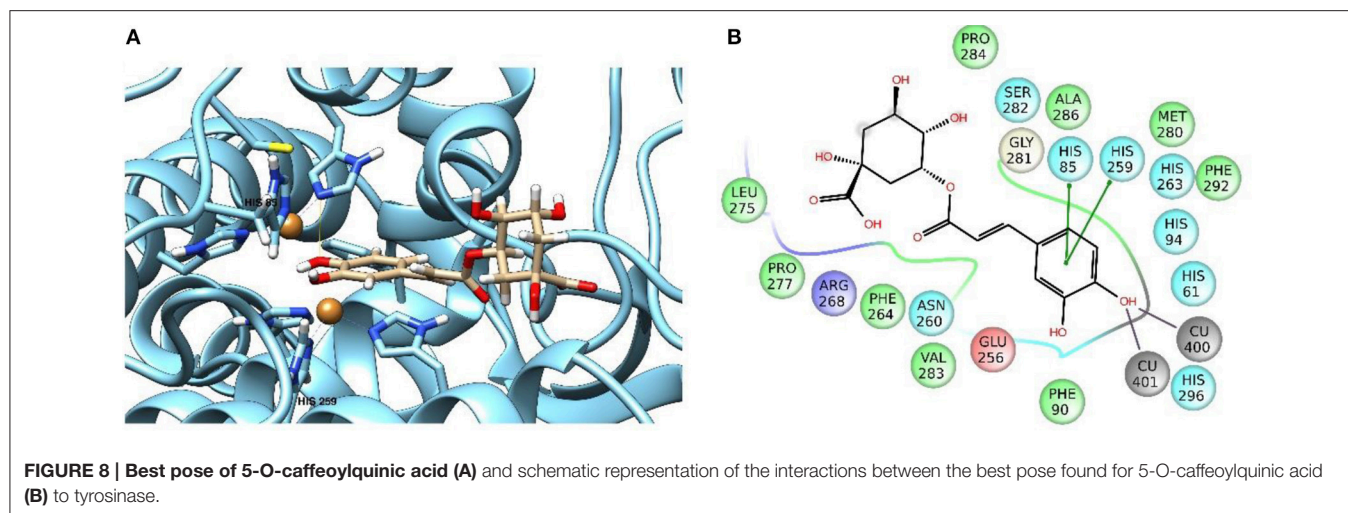 A
HIS 85
HIS 259
B
PRO
284
OH
SER
282
ALA
286
MET
280
OH
GLY
281
HIS
85
HIS
259
HIS
263
PHE
292
HO
LEU
275
O
OH
O
O
HIS
94
PRO
277
ARG
268
PHE
264
ASN
260
HIS
61
OH
HO
GLU
256
VAL
283
CU
400
CU
401
HIS
296
PHE
90
FIGURE 8 | Best pose of 5-O-caffeoylquinic acid (A) and schematic representation of the interactions between the best pose found for 5-O-caffeoylquinic acid
(B) to tyrosinase.